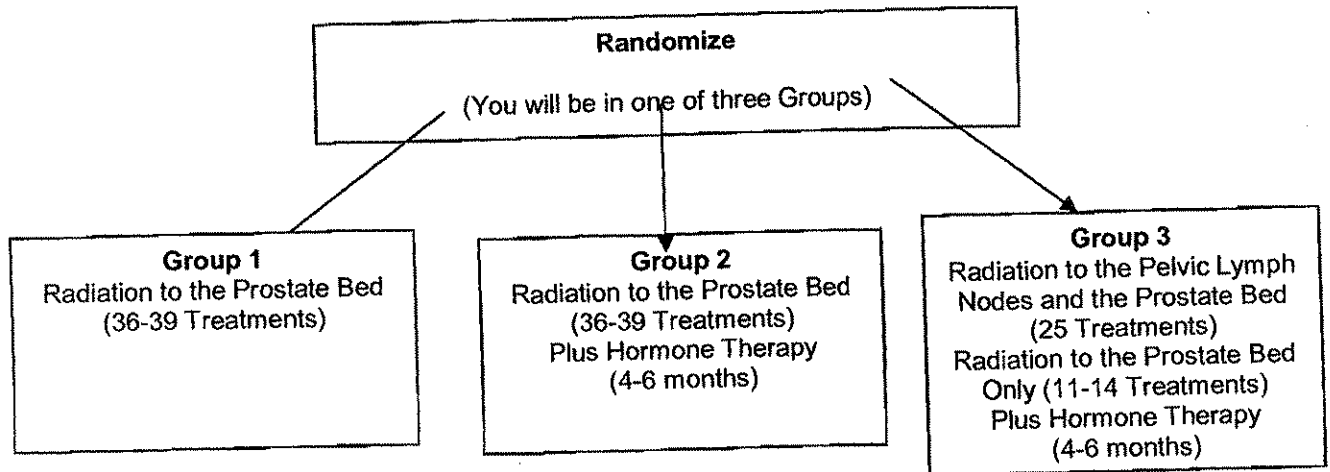 Randomize
(You will be in one of three Groups)
Group 1
Radiation to the Prostate Bed
(36-39 Treatments)
Group 2
Radiation to the Prostate Bed
(36-39 Treatments)
Plus Hormone Therapy
(4-6 months)
Group 3
Radiation to the Pelvic Lymph
Nodes and the Prostate Bed
(25 Treatments)
Radiation to the Prostate Bed
Only (11-14 Treatments)
Plus Hormone Therapy
(4-6 months)